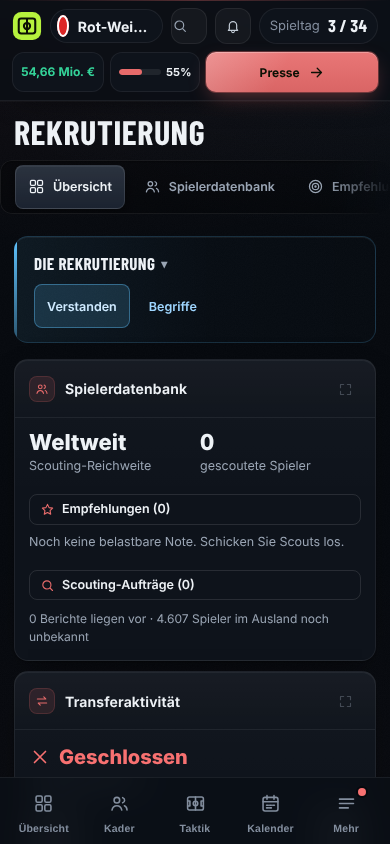 Rot-Wei...
Spieltag 3 / 34
54,66 Mio. €
55%
Presse →
REKRUTIERUNG
Übersicht
Spielerdatenbank
Empfehlu
DIE REKRUTIERUNG ▾
Verstanden
Begriffe
Spielerdatenbank
Weltweit
0
Scouting-Reichweite
gescoutete Spieler
Empfehlungen (0)
Noch keine belastbare Note. Schicken Sie Scouts los.
Scouting-Aufträge (0)
0 Berichte liegen vor · 4.607 Spieler im Ausland noch
unbekannt
Transferaktivität
Geschlossen
Übersicht
Kader
Taktik
Kalender
Mehr